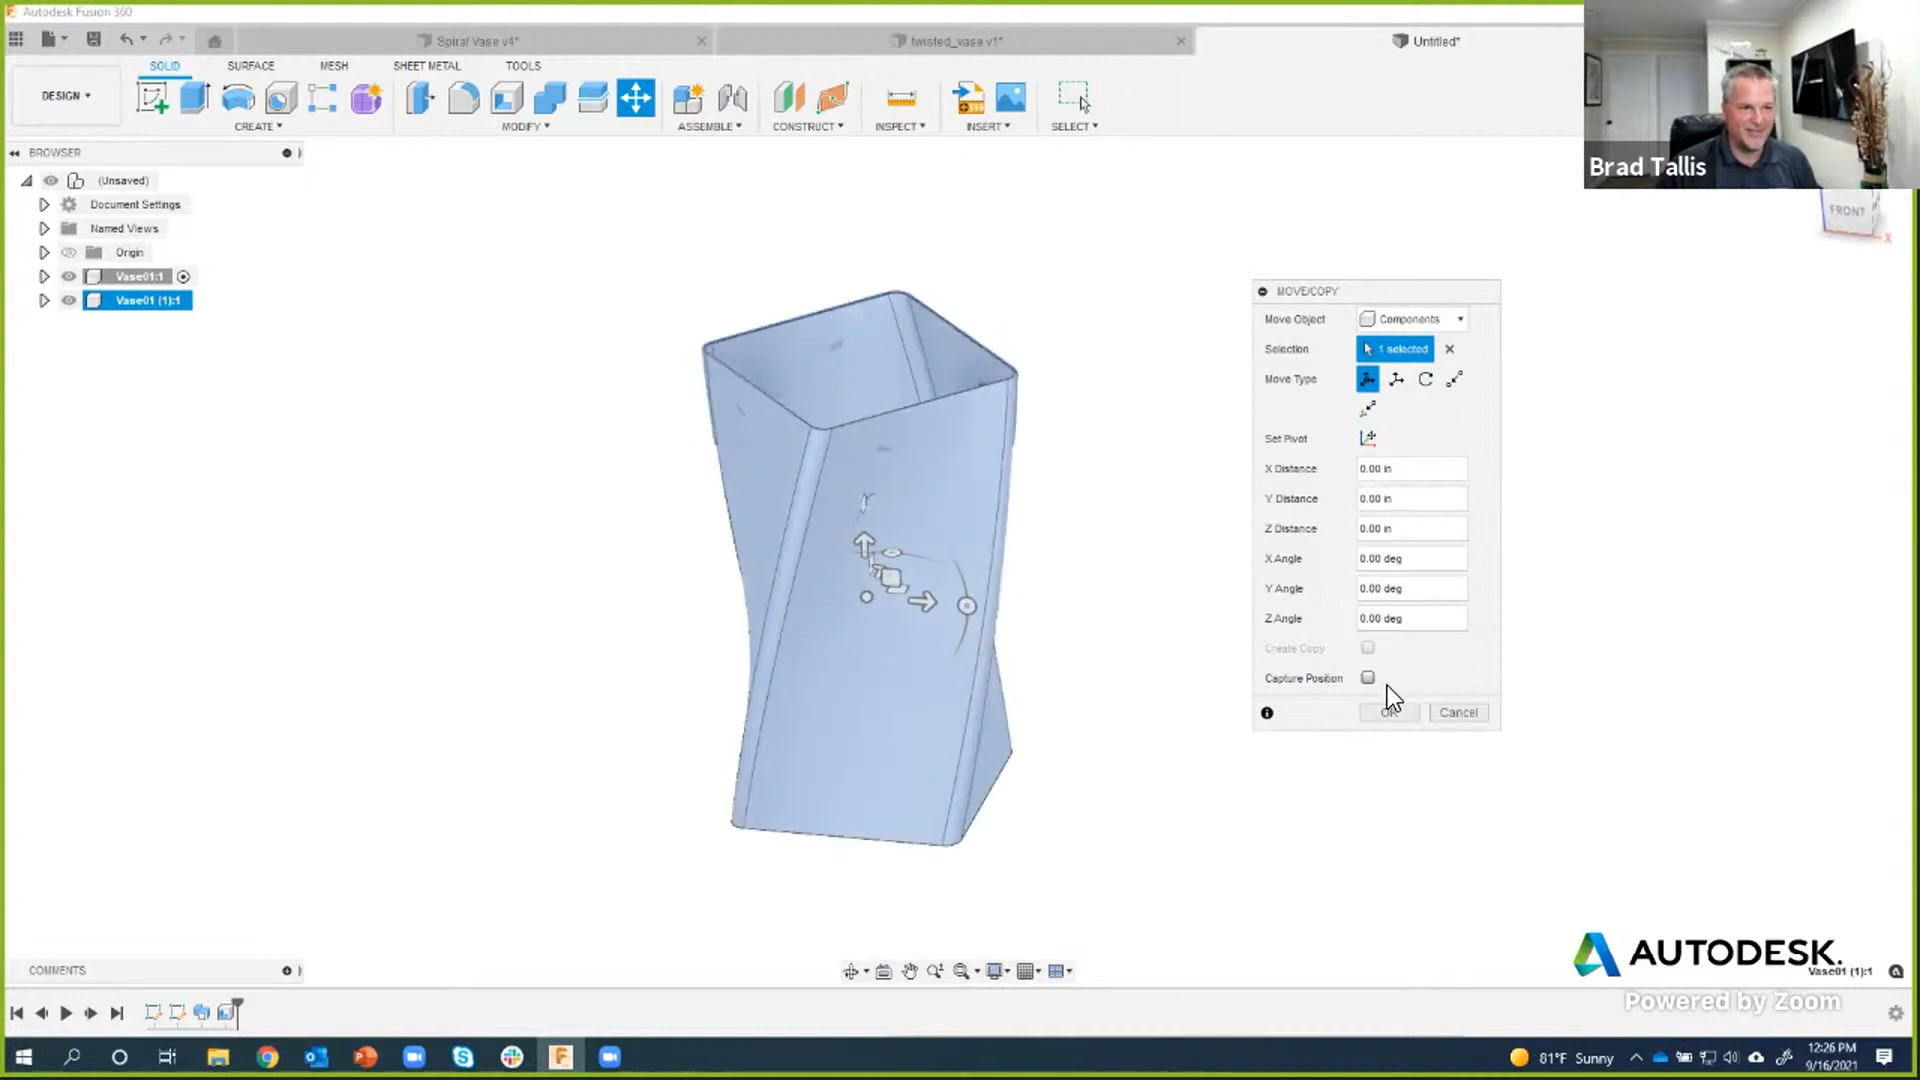 Autodesk Fusion 360
Spiral Vase v4*
twisted_vase v1*
Untitled*
SOLID
SURFACE
MESH
SHEET METAL
TOOLS
DESIGN
CREATE
MODIFY
ASSEMBLE
CONSTRUCT
INSPECT
INSERT
SELECT
Brad Tallis
BROWSER
(Unsaved)
Document Settings
Named Views
Origin
Vase01:1
Vase01 (1):1
FRONT
X
MOVE/COPY
Move Object Components
Selection 1 selected
Move Type
Set Pivot
X Distance 0.00 in
Y Distance 0.00 in
Z Distance 0.00 in
X Angle 0.00 deg
Y Angle 0.00 deg
Z Angle 0.00 deg
Create Copy
Capture Position
OK Cancel
COMMENTS
AUTODESK.
Vase01 (1):1
Powered by Zoom
81°F Sunny
12:26 PM
9/16/2021